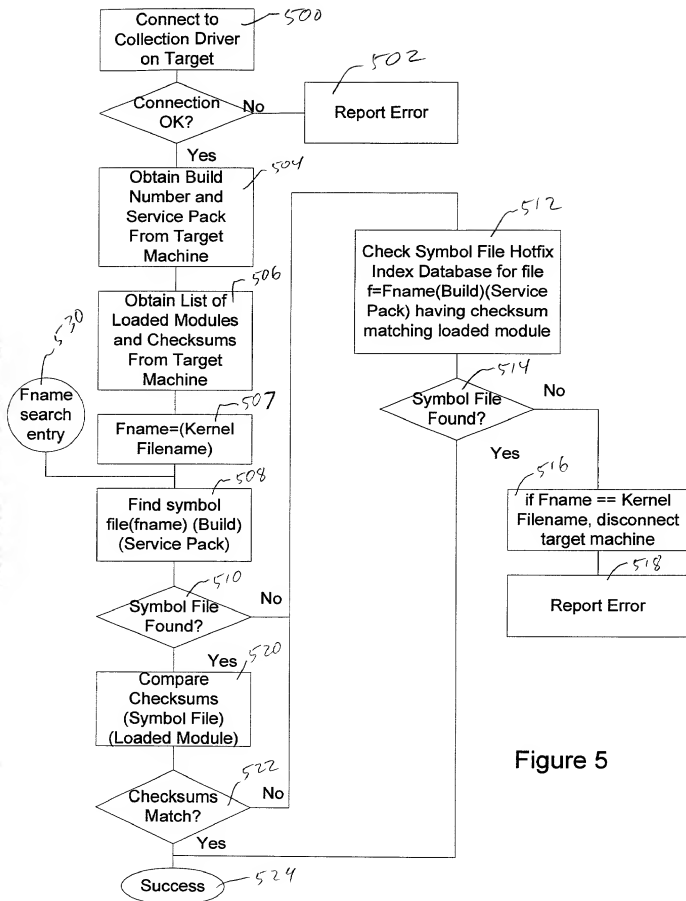 Connect to
Collection Driver
on Target
500
Connection
OK?
No
Yes
502
Report Error
504
Obtain Build
Number and
Service Pack
From Target
Machine
506
Obtain List of
Loaded Modules
and Checksums
From Target
Machine
530
Fname
search
entry
507
Fname=(Kernel
Filename)
508
Find symbol
file(fname) (Build)
(Service Pack)
510
Symbol File
Found?
No
Yes
520
Compare
Checksums
(Symbol File)
(Loaded Module)
522
Checksums
Match?
No
Yes
Success
524
512
Check Symbol File Hotfix
Index Database for file
f=Fname(Build)(Service
Pack) having checksum
matching loaded module
514
Symbol File
Found?
No
Yes
516
if Fname == Kernel
Filename, disconnect
target machine
518
Report Error
Figure 5